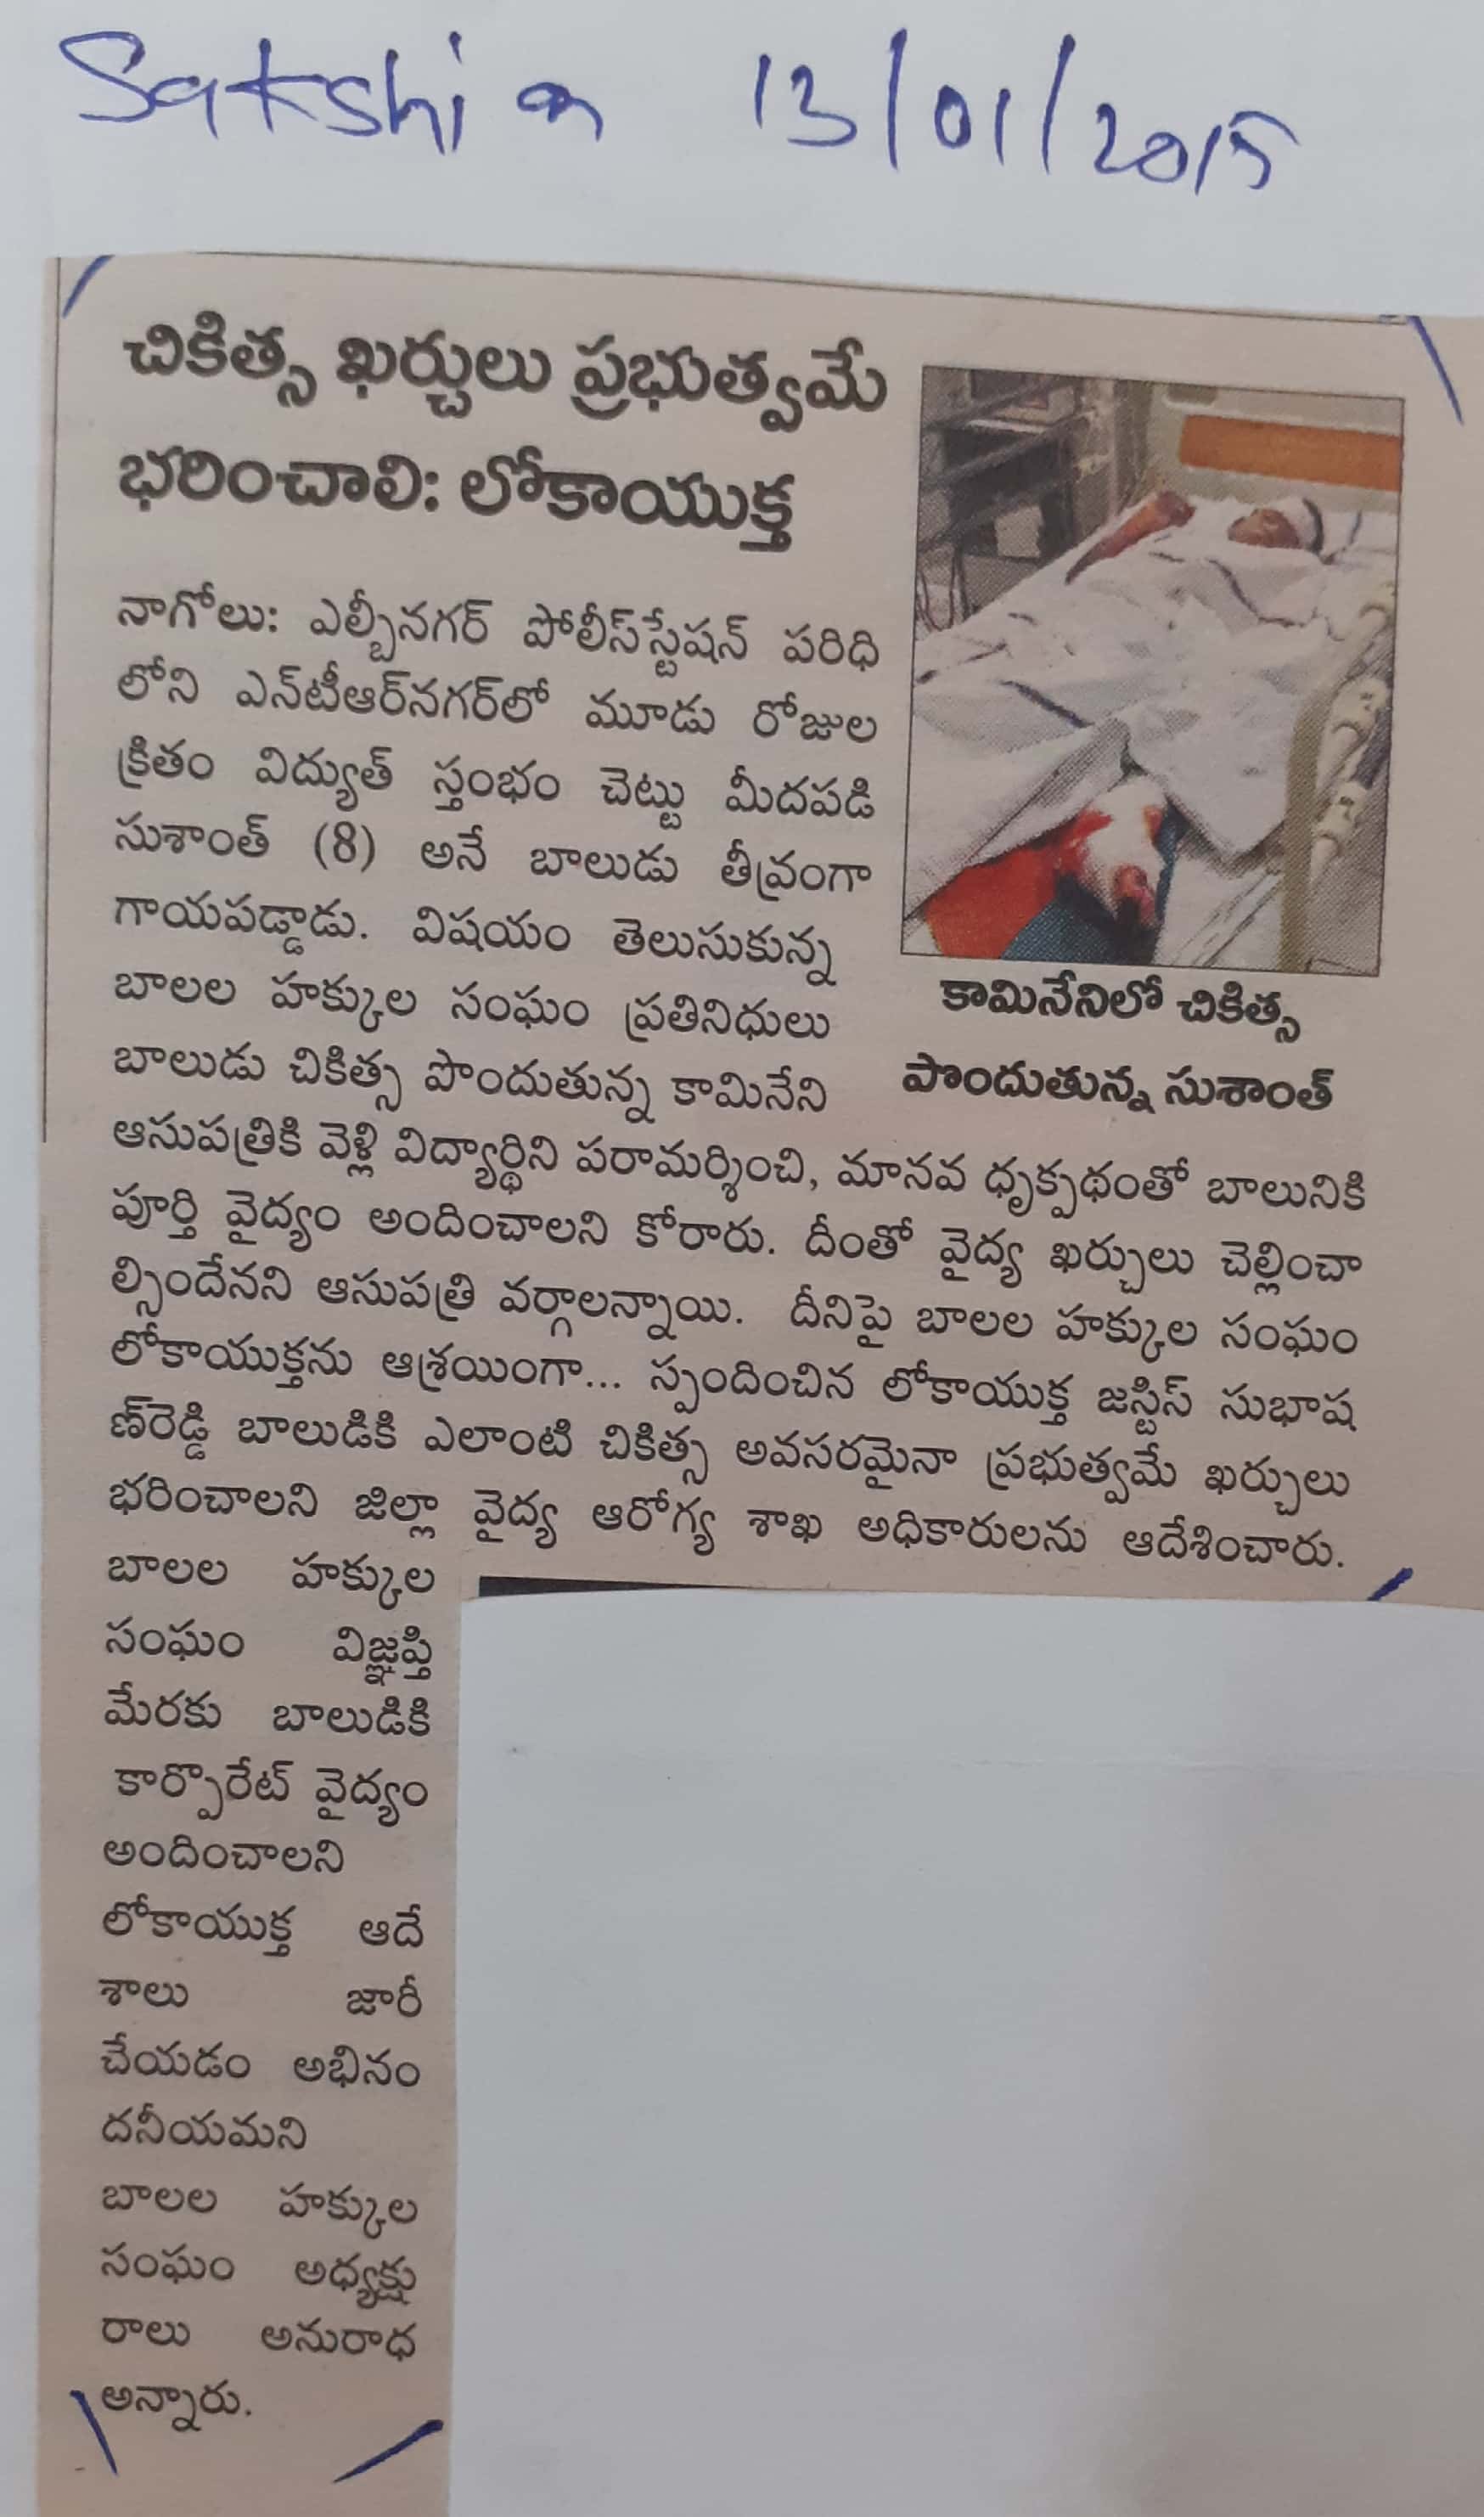 Sakshi on 13/01/2015
చికిత్స ఖర్చులు ప్రభుత్వమే
భరించాలి: లోకాయుక్త
నాగోలు: ఎల్బీనగర్ పోలీస్‌స్టేషన్ పరిధి
లోని ఎన్‌టీఆర్‌నగర్‌లో మూడు రోజుల
క్రితం విద్యుత్ స్తంభం చెట్టు మీదపడి
సుశాంత్ (8) అనే బాలుడు తీవ్రంగా
గాయపడ్డాడు. విషయం తెలుసుకున్న
బాలల హక్కుల సంఘం ప్రతినిధులు
బాలుడు చికిత్స పొందుతున్న కామినేని
కామినేనిలో చికిత్స
పొందుతున్న సుశాంత్
ఆసుపత్రికి వెళ్లి విద్యార్థిని పరామర్శించి, మానవ ధృక్పథంతో బాలునికి
పూర్తి వైద్యం అందించాలని కోరారు. దీంతో వైద్య ఖర్చులు చెల్లించా
ల్సిందేనని ఆసుపత్రి వర్గాలన్నాయి. దీనిపై బాలల హక్కుల సంఘం
లోకాయుక్తను ఆశ్రయింగా... స్పందించిన లోకాయుక్త జస్టిస్ సుభాష
ణ్‌రెడ్డి బాలుడికి ఎలాంటి చికిత్స అవసరమైనా ప్రభుత్వమే ఖర్చులు
భరించాలని జిల్లా వైద్య ఆరోగ్య శాఖ అధికారులను ఆదేశించారు.
బాలల హక్కుల
సంఘం విజ్ఞప్తి
మేరకు బాలుడికి
కార్పొరేట్ వైద్యం
అందించాలని
లోకాయుక్త ఆదే
శాలు జారీ
చేయడం అభినం
దనీయమని
బాలల హక్కుల
సంఘం అధ్యక్షు
రాలు అనురాధ
అన్నారు.